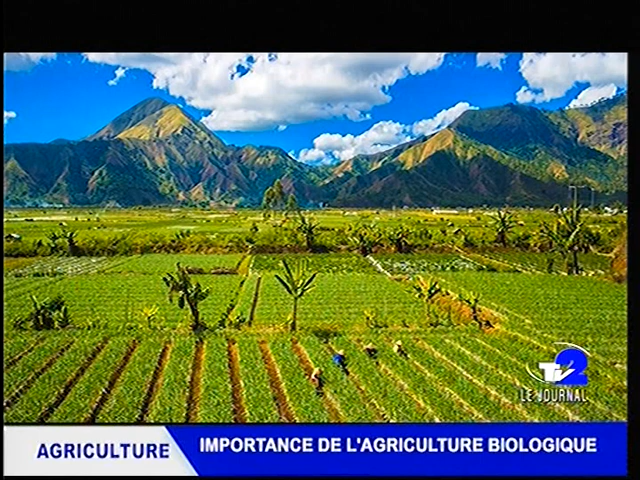 TV2
LE JOURNAL
AGRICULTURE
IMPORTANCE DE L'AGRICULTURE BIOLOGIQUE